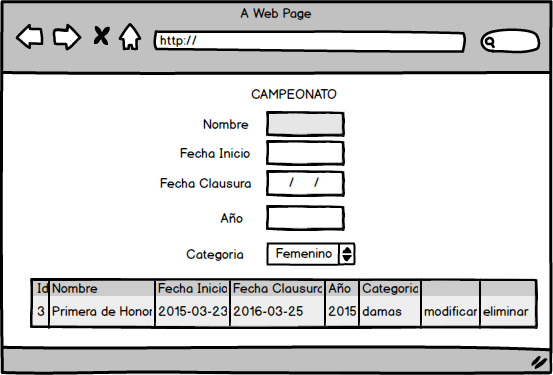 A Web Page
http://
CAMPEONATO
Nombre
Fecha Inicio
Fecha Clausura / /
Año
Categoria Femenino
Id Nombre Fecha Inicio Fecha Clausura Año Categoria
3 Primera de Honor 2015-03-23 2016-03-25 2015 damas modificar eliminar